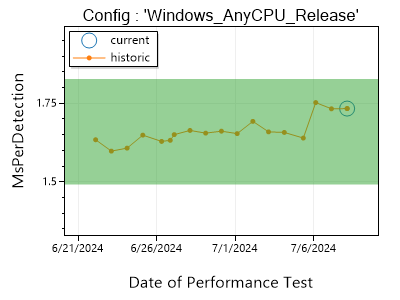 Config : 'Windows_AnyCPU_Release'
current
historic
MsPerDetection
1.75
1.5
6/21/2024
6/26/2024
7/1/2024
7/6/2024
Date of Performance Test